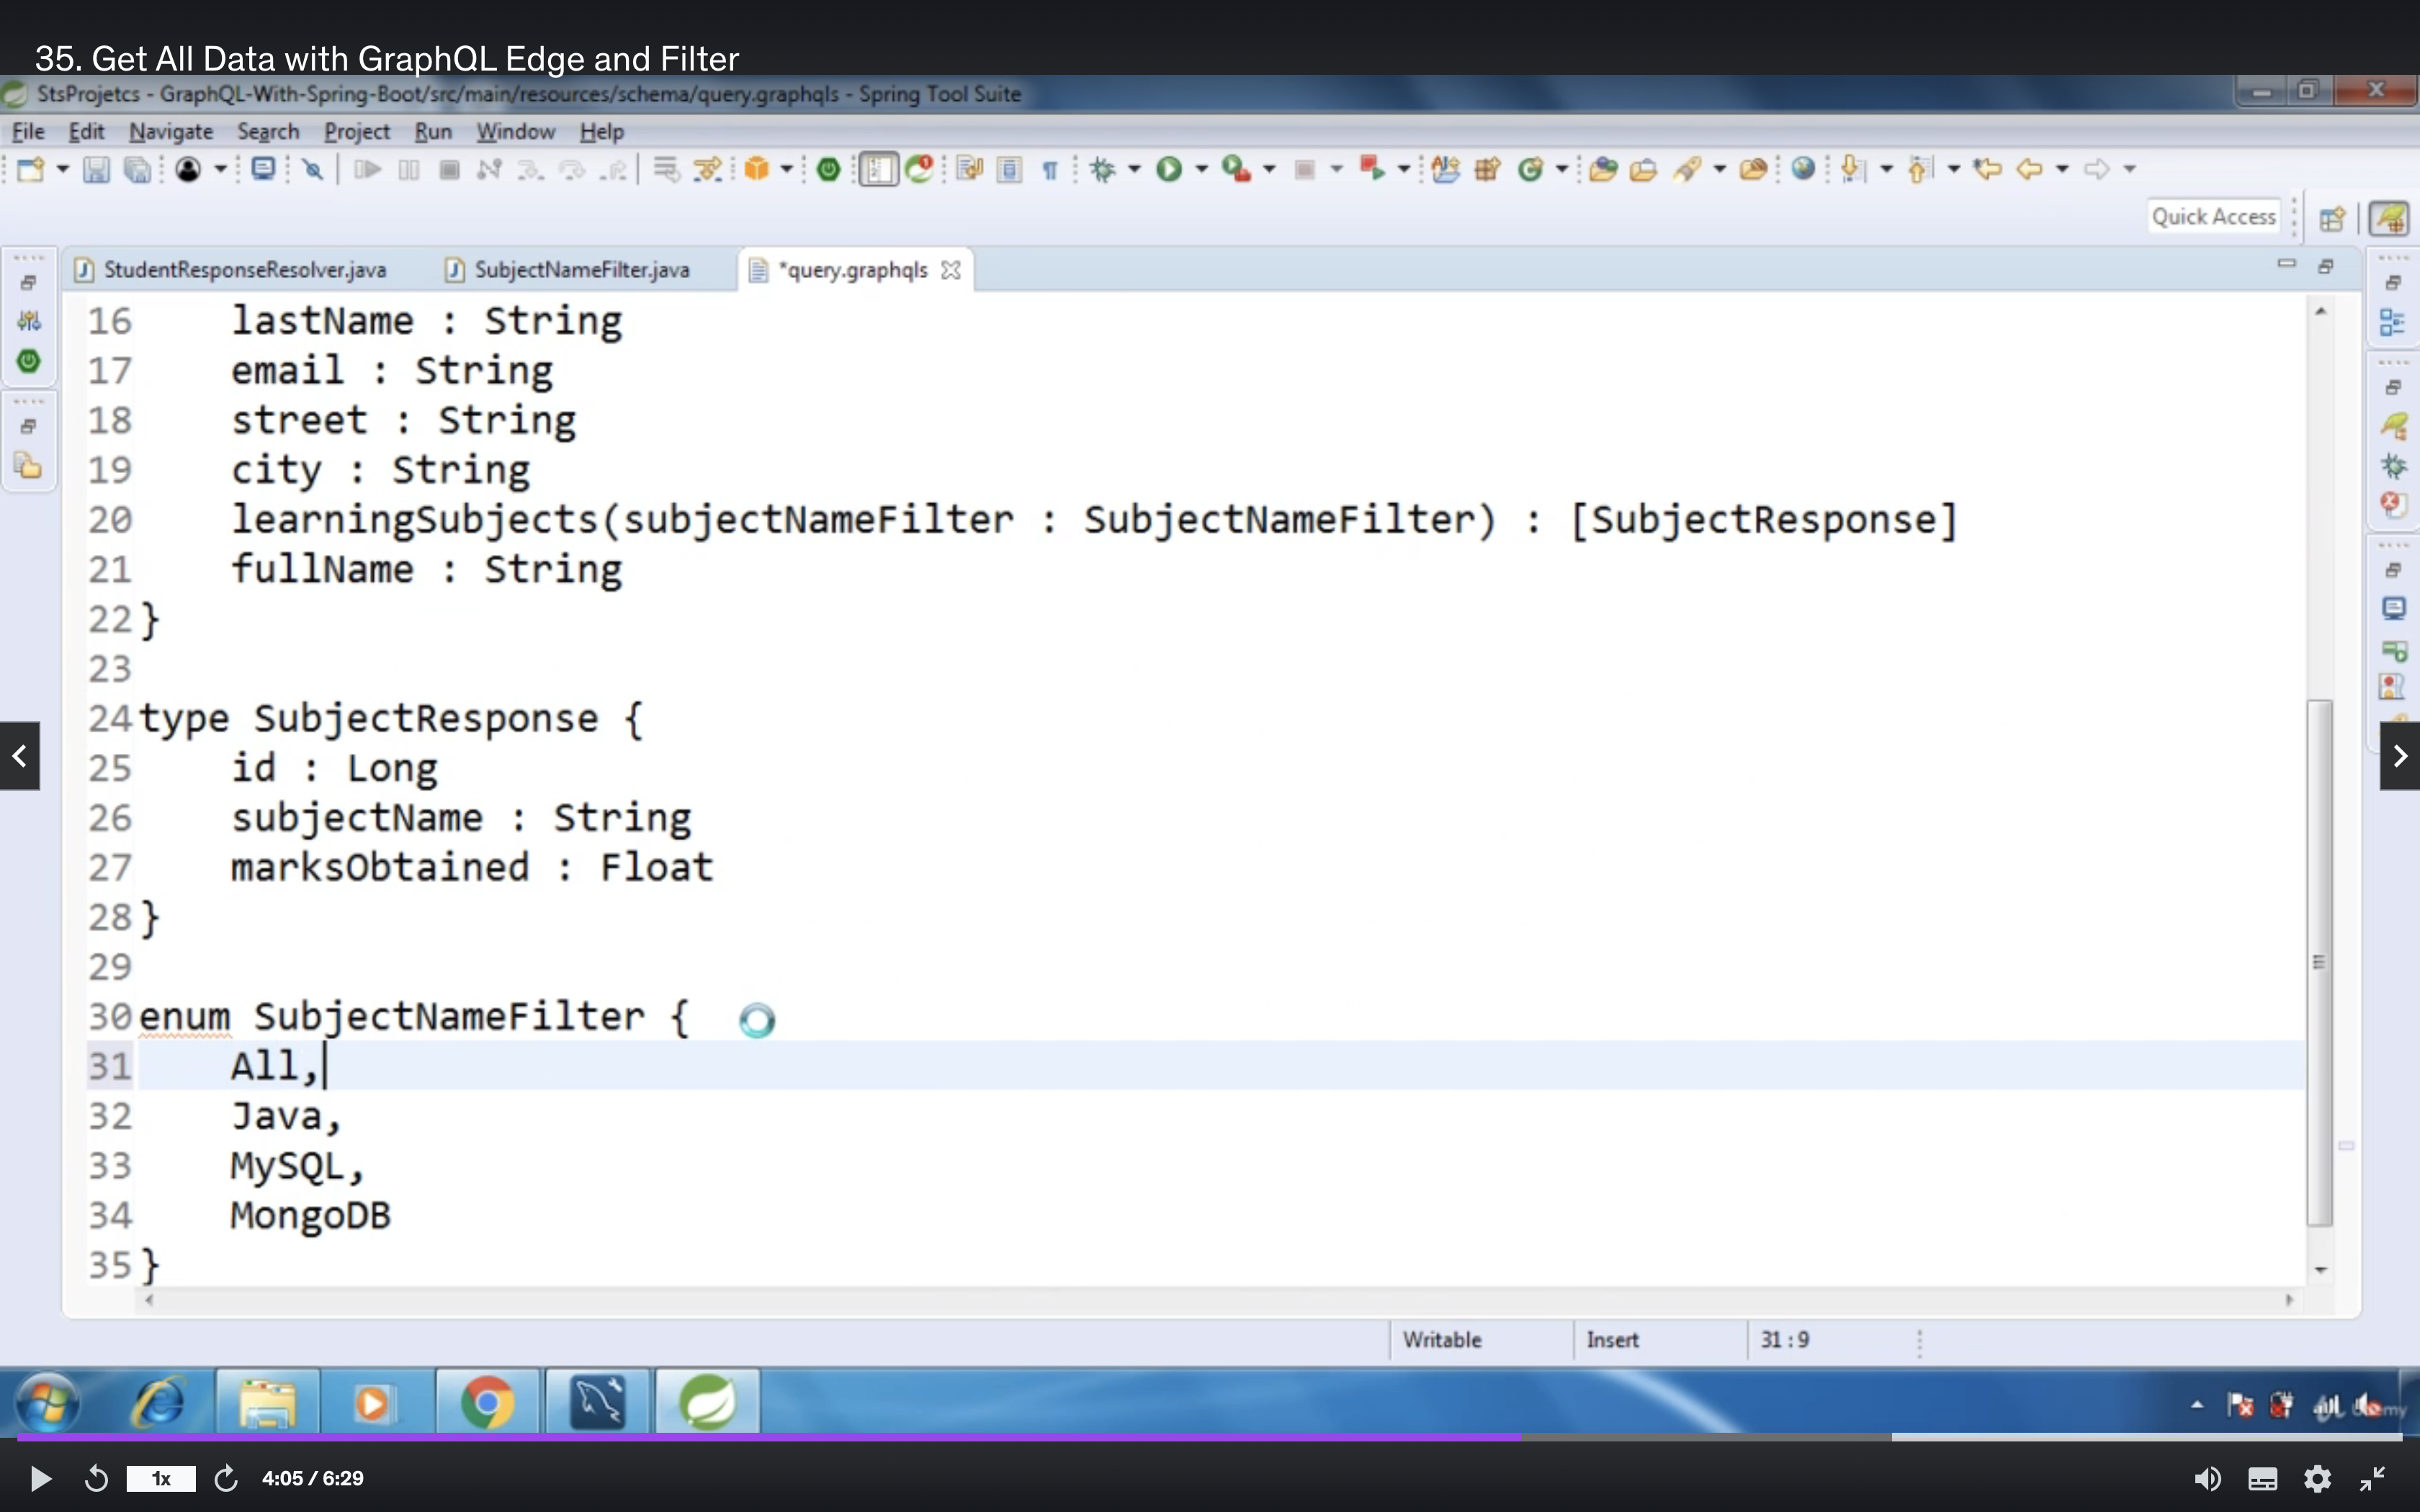 35. Get All Data with GraphQL Edge and Filter
StsProjetcs - GraphQL-With-Spring-Boot/src/main/resources/schema/query.graphqls - Spring Tool Suite
File Edit Navigate Search Project Run Window Help
Quick Access
StudentResponseResolver.java SubjectNameFilter.java *query.graphqls
16 lastName : String
17 email : String
18 street : String
19 city : String
20 learningSubjects(subjectNameFilter : SubjectNameFilter) : [SubjectResponse]
21 fullName : String
22 }
23
24 type SubjectResponse {
25 id : Long
26 subjectName : String
27 marksObtained : Float
28 }
29
30 enum SubjectNameFilter {
31 All,
32 Java,
33 MySQL,
34 MongoDB
35 }
Writable Insert 31 : 9
1x 4:05 / 6:29